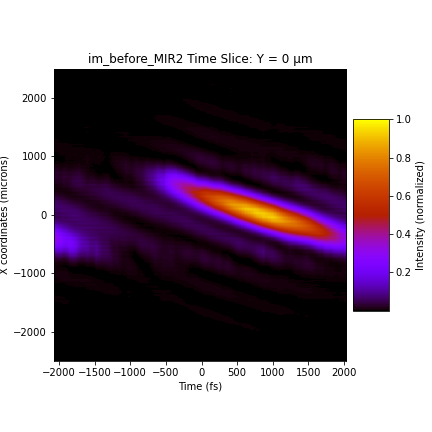 im_before_MIR2 Time Slice: Y = 0 μm
2000
1000
0
−1000
−2000
X coordinates (microns)
−2000 −1500 −1000 −500 0 500 1000 1500 2000
Time (fs)
1.0
0.8
0.6
0.4
0.2
Intensity (normalized)